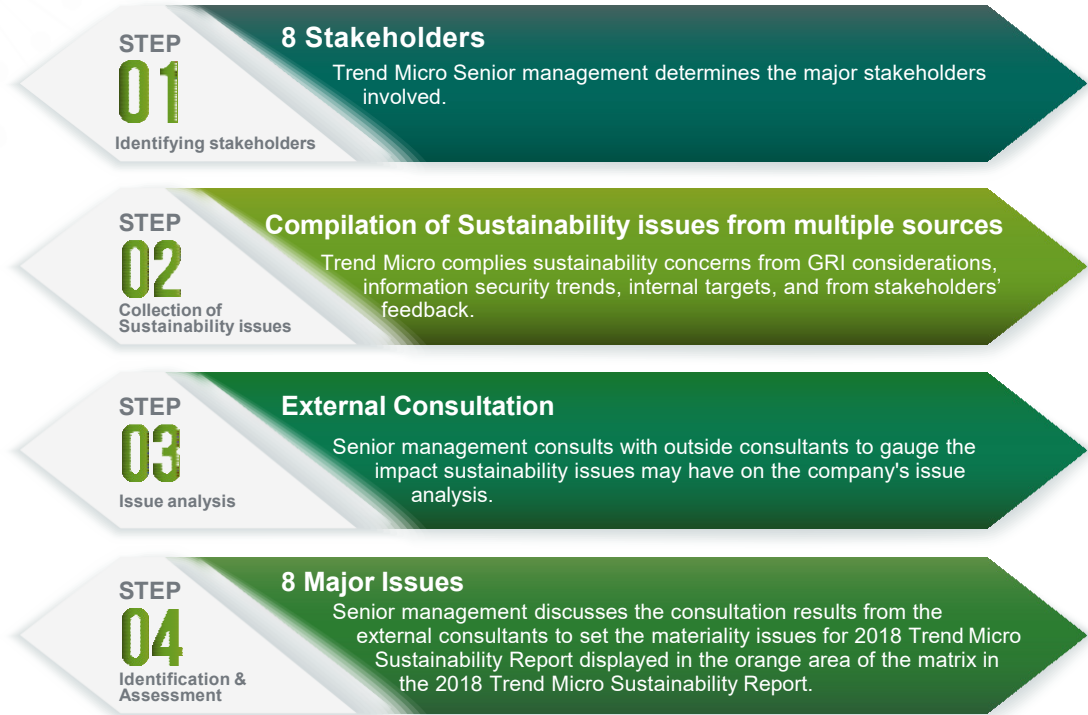 STEP
01
Identifying stakeholders
8 Stakeholders
Trend Micro Senior management determines the major stakeholders
involved.
STEP
02
Collection of
Sustainability issues
Compilation of Sustainability issues from multiple sources
Trend Micro complies sustainability concerns from GRI considerations,
information security trends, internal targets, and from stakeholders’
feedback.
STEP
03
Issue analysis
External Consultation
Senior management consults with outside consultants to gauge the
impact sustainability issues may have on the company's issue
analysis.
STEP
04
Identification &
Assessment
8 Major Issues
Senior management discusses the consultation results from the
external consultants to set the materiality issues for 2018 Trend Micro
Sustainability Report displayed in the orange area of the matrix in
the 2018 Trend Micro Sustainability Report.